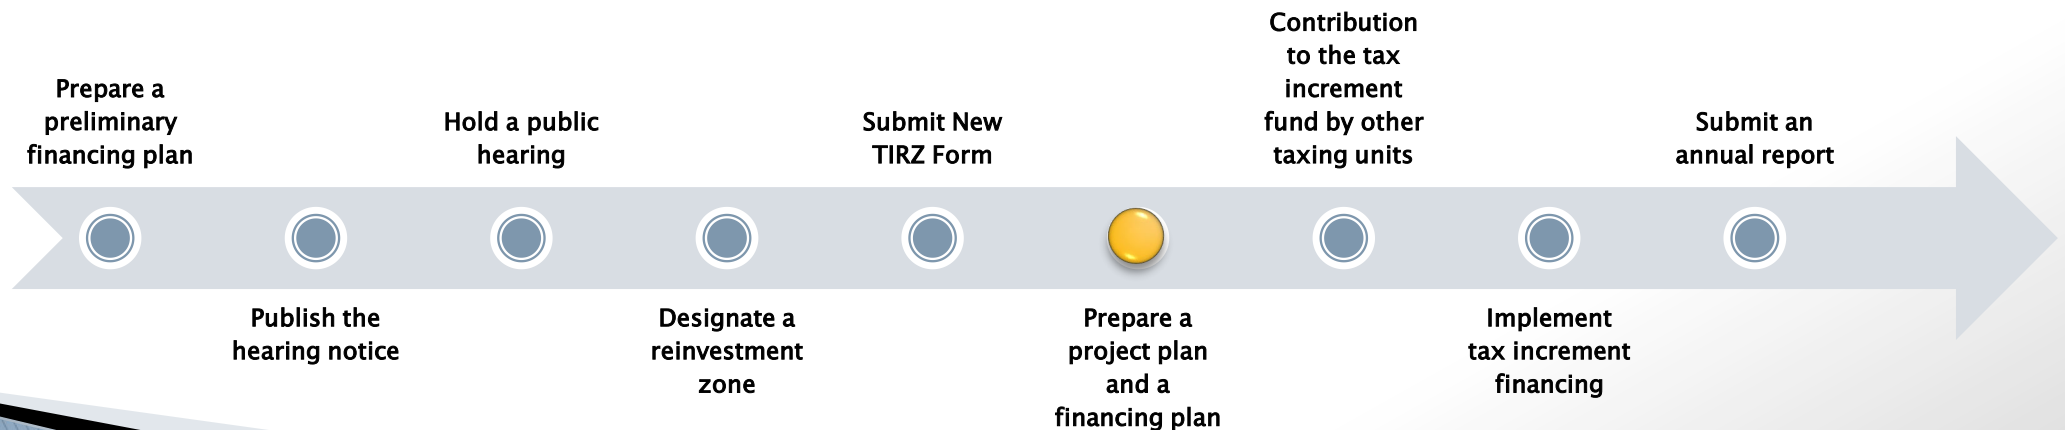 Prepare a
preliminary
financing plan
Publish the
hearing notice
Hold a public
hearing
Designate a
reinvestment
zone
Submit New
TIRZ Form
Prepare a
project plan
and a
financing plan
Contribution
to the tax
increment
fund by other
taxing units
Implement
tax increment
financing
Submit an
annual report